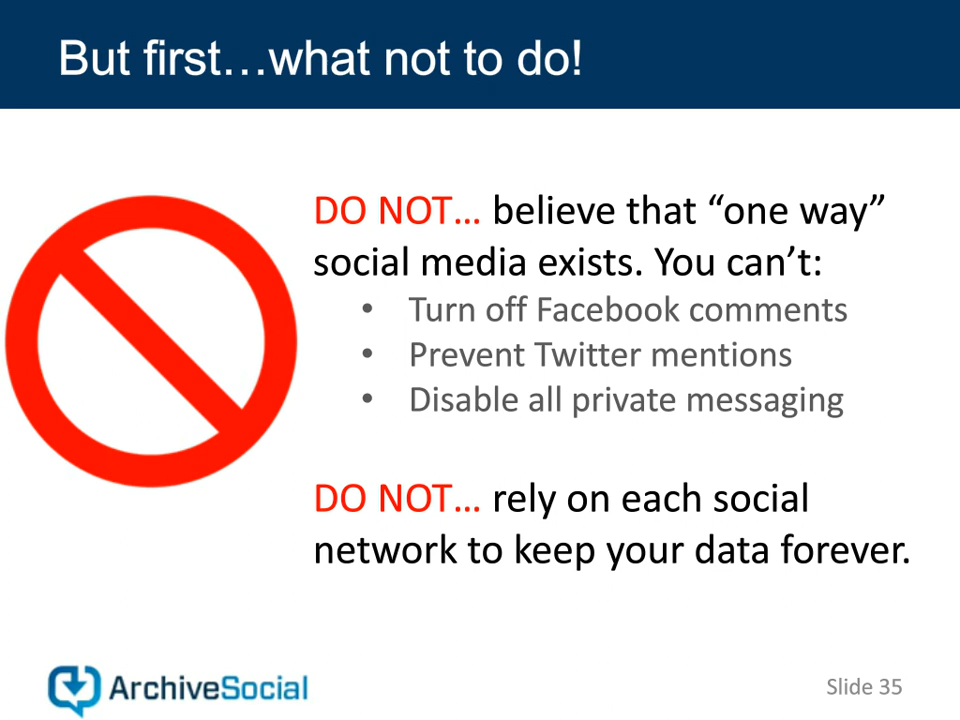 But first…what not to do!
DO NOT… believe that “one way”
social media exists. You can’t:
• Turn off Facebook comments
• Prevent Twitter mentions
• Disable all private messaging
DO NOT… rely on each social
network to keep your data forever.
ArchiveSocial
Slide 35